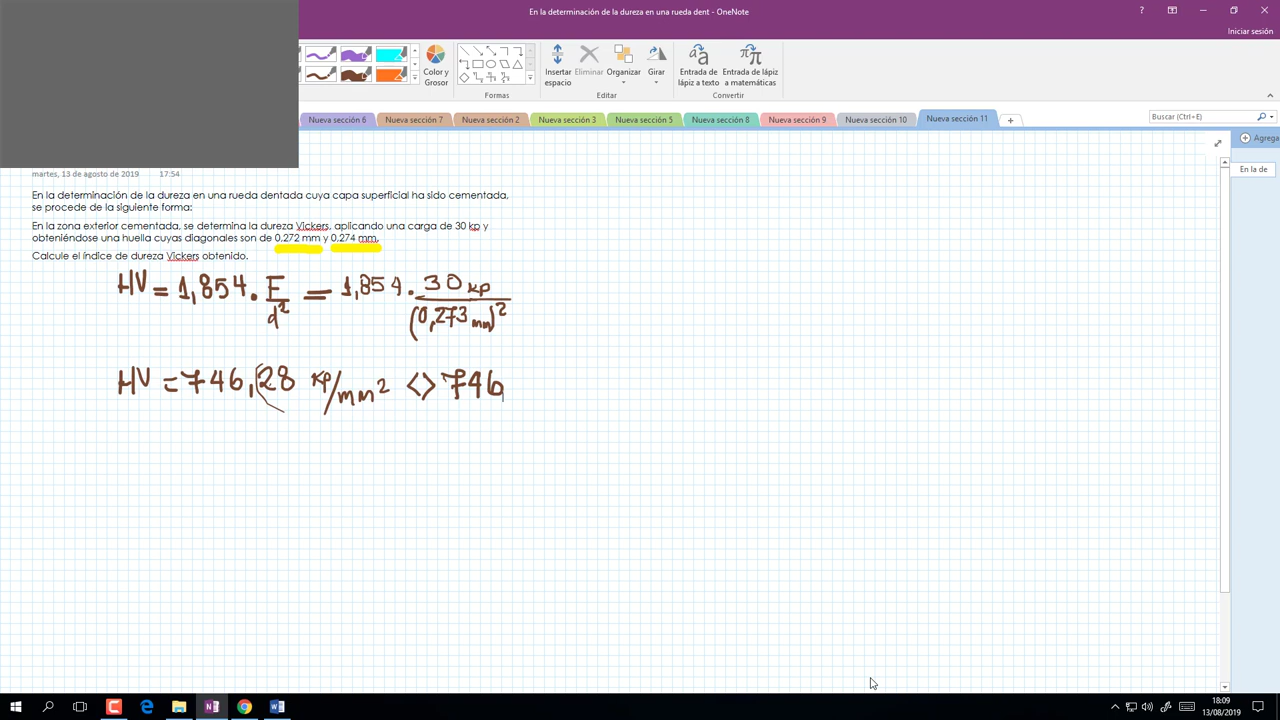 En la determinación de la dureza en una rueda dent - OneNote
Iniciar sesión
Color y Grosor
Insertar espacio
Eliminar
Organizar
Girar
Entrada de lápiz a texto
Entrada de lápiz a matemáticas
Formas
Editar
Convertir
Nueva sección 6
Nueva sección 7
Nueva sección 2
Nueva sección 3
Nueva sección 5
Nueva sección 8
Nueva sección 9
Nueva sección 10
Nueva sección 11
Buscar (Ctrl+E)
Agrega
En la de
martes, 13 de agosto de 2019 17:54
En la determinación de la dureza en una rueda dentada cuya capa superficial ha sido cementada,
se procede de la siguiente forma:
En la zona exterior cementada, se determina la dureza Vickers, aplicando una carga de 30 kp y
obteniéndose una huella cuyas diagonales son de 0,272 mm y 0,274 mm.
Calcule el índice de dureza Vickers obtenido.
HV = 1,854 · F/d² = 1,854 · 30 kp/(0,273 mm)²
HV = 746,28 kp/mm² <> 746
18:09
13/08/2019